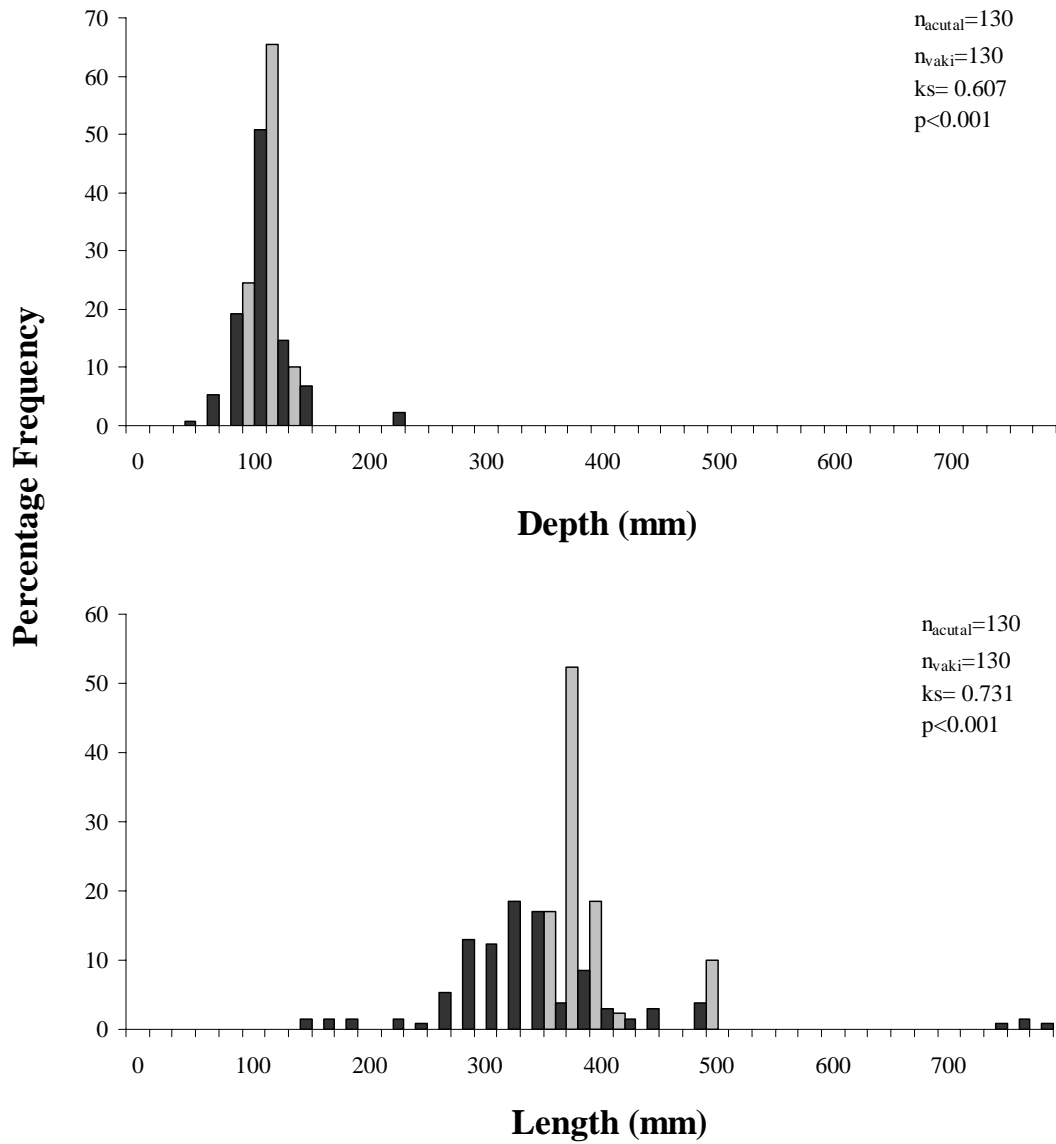 70
60
50
40
30
20
10
0
n_acutal=130
n_vaki=130
ks= 0.607
p<0.001
0 100 200 300 400 500 600 700
Depth (mm)
Percentage Frequency
60
50
40
30
20
10
0
n_acutal=130
n_vaki=130
ks= 0.731
p<0.001
0 100 200 300 400 500 600 700
Length (mm)